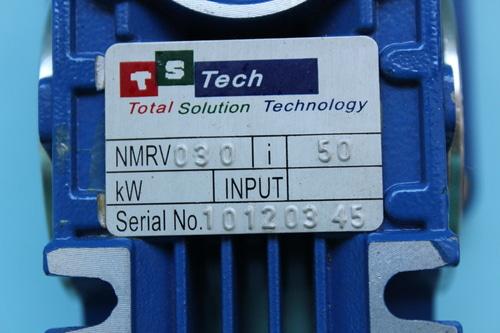 TS Tech
Total Solution Technology
NMRV030 i 50
kW INPUT
Serial No.10120345